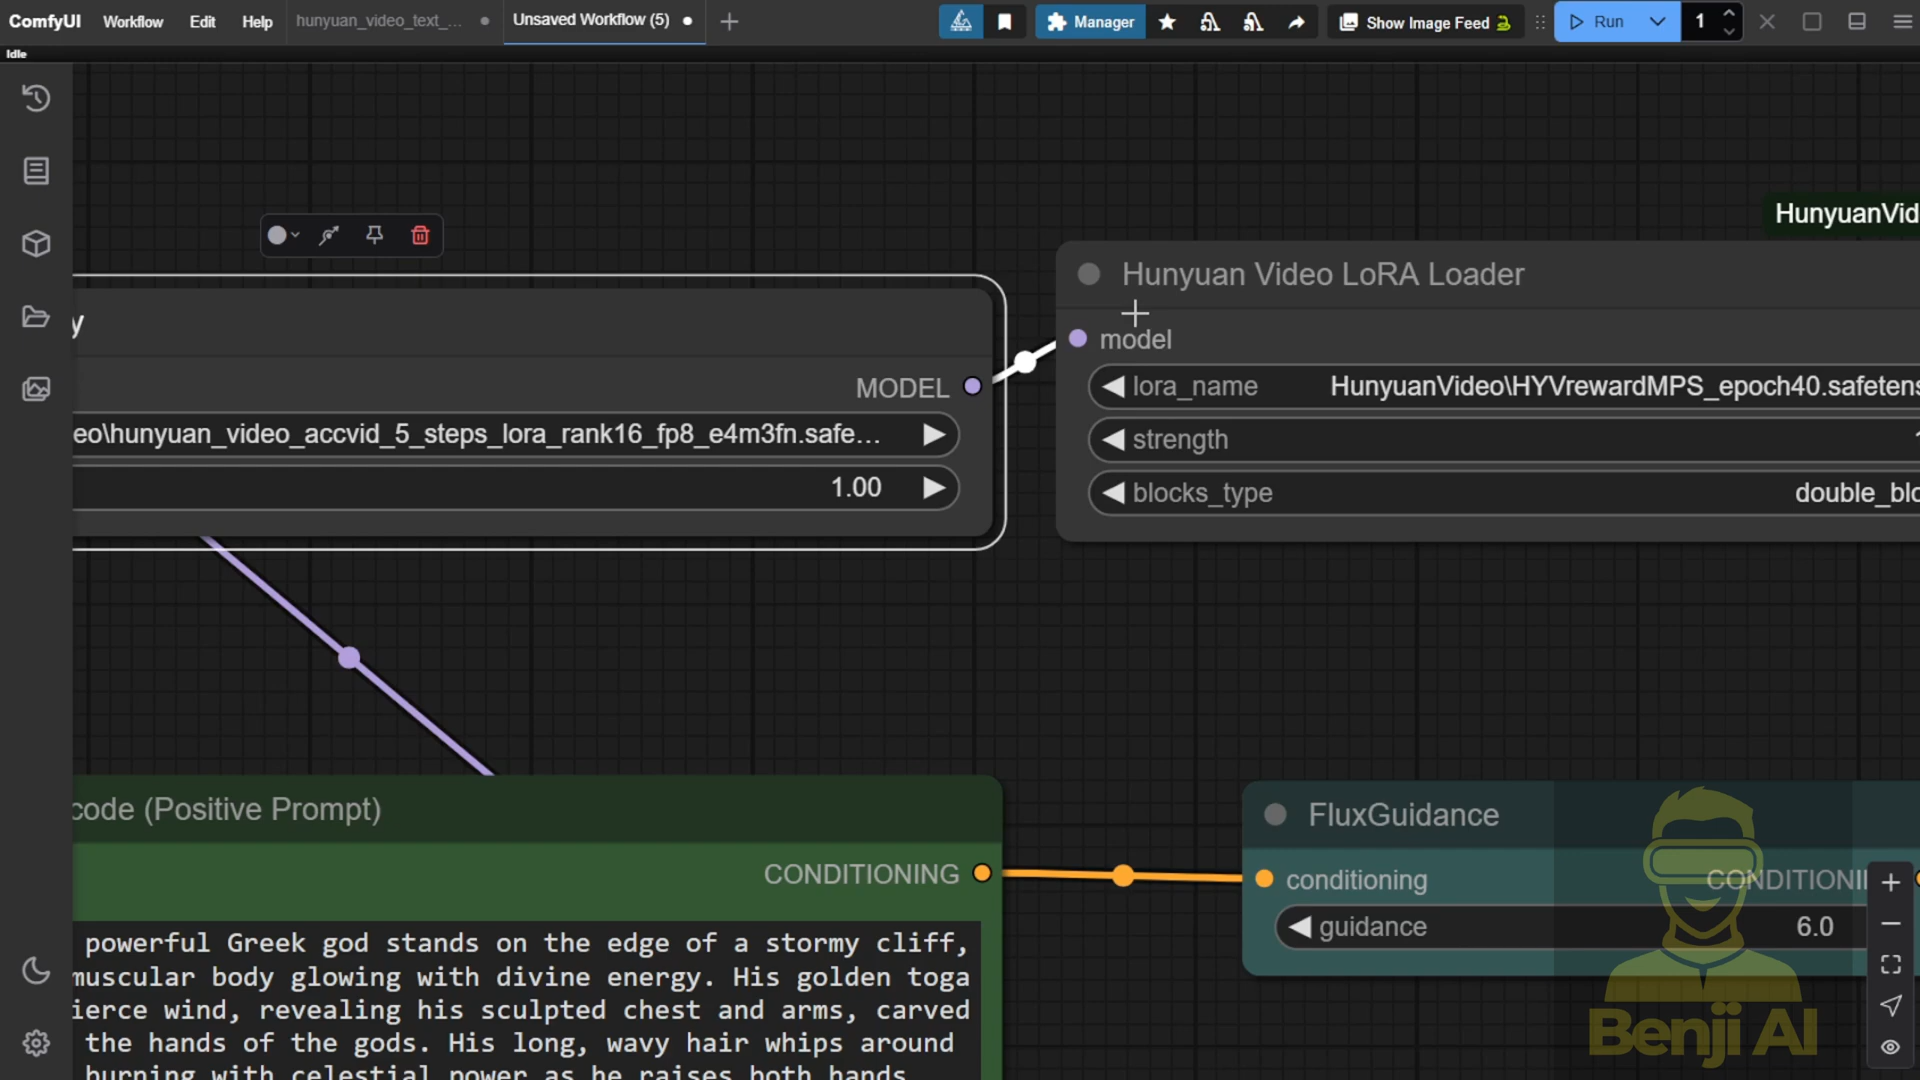 ComfyUI Workflow Edit Help hunyuan_video_text_... Unsaved Workflow (5) Manager Show Image Feed Run 1
Idle
HunyuanVid
Hunyuan Video LoRA Loader
y
model
MODEL
lora_name HunyuanVideo\HYVrewardMPS_epoch40.safetens
eo\hunyuan_video_accvid_5_steps_lora_rank16_fp8_e4m3fn.safe...
strength
1.00
blocks_type double_blo
code (Positive Prompt)
FluxGuidance
CONDITIONING
conditioning CONDITIONI
guidance 6.0
powerful Greek god stands on the edge of a stormy cliff,
muscular body glowing with divine energy. His golden toga
ierce wind, revealing his sculpted chest and arms, carved
the hands of the gods. His long, wavy hair whips around
burning with celestial power as he raises both hands
Benji AI